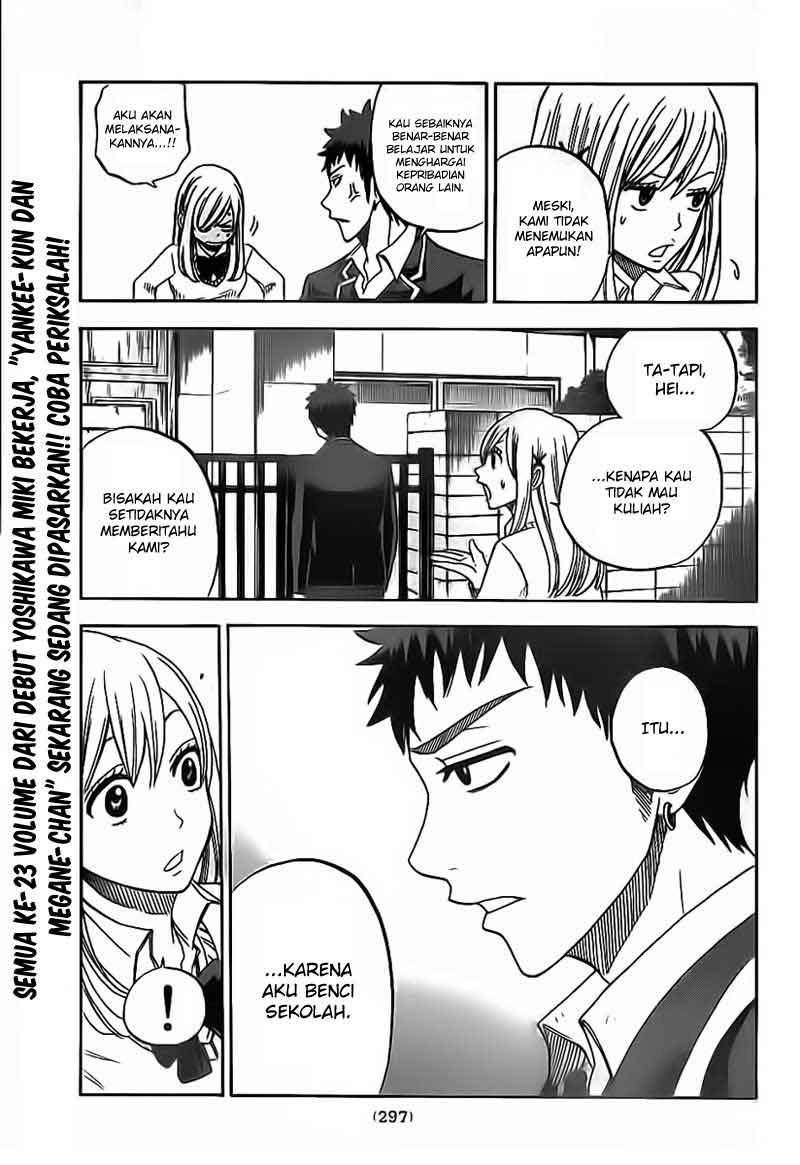 MESKI,
KAMI TIDAK
MENEMUKAN
APAPUN!
KAU SEBAIKNYA
BENAR-BENAR
BELAJAR UNTUK
MENGHARGAI
KEPRIBADIAN
ORANG LAIN.
AKU AKAN
MELAKSANA-
KANNYA...!!
TA-TAPI,
HEI...
...KENAPA KAU
TIDAK MAU
KULIAH?
BISAKAH KAU
SETIDAKNYA
MEMBERITAHU
KAMI?
ITU...
...KARENA
AKU BENCI
SEKOLAH.
!
SEMUA KE-23 VOLUME DARI DEBUT YOSHIKAWA MIKI BEKERJA, "YANKEE-KUN DAN
MEGANE-CHAN" SEKARANG SEDANG DIPASARKAN!! COBA PERIKSALAH!
(297)